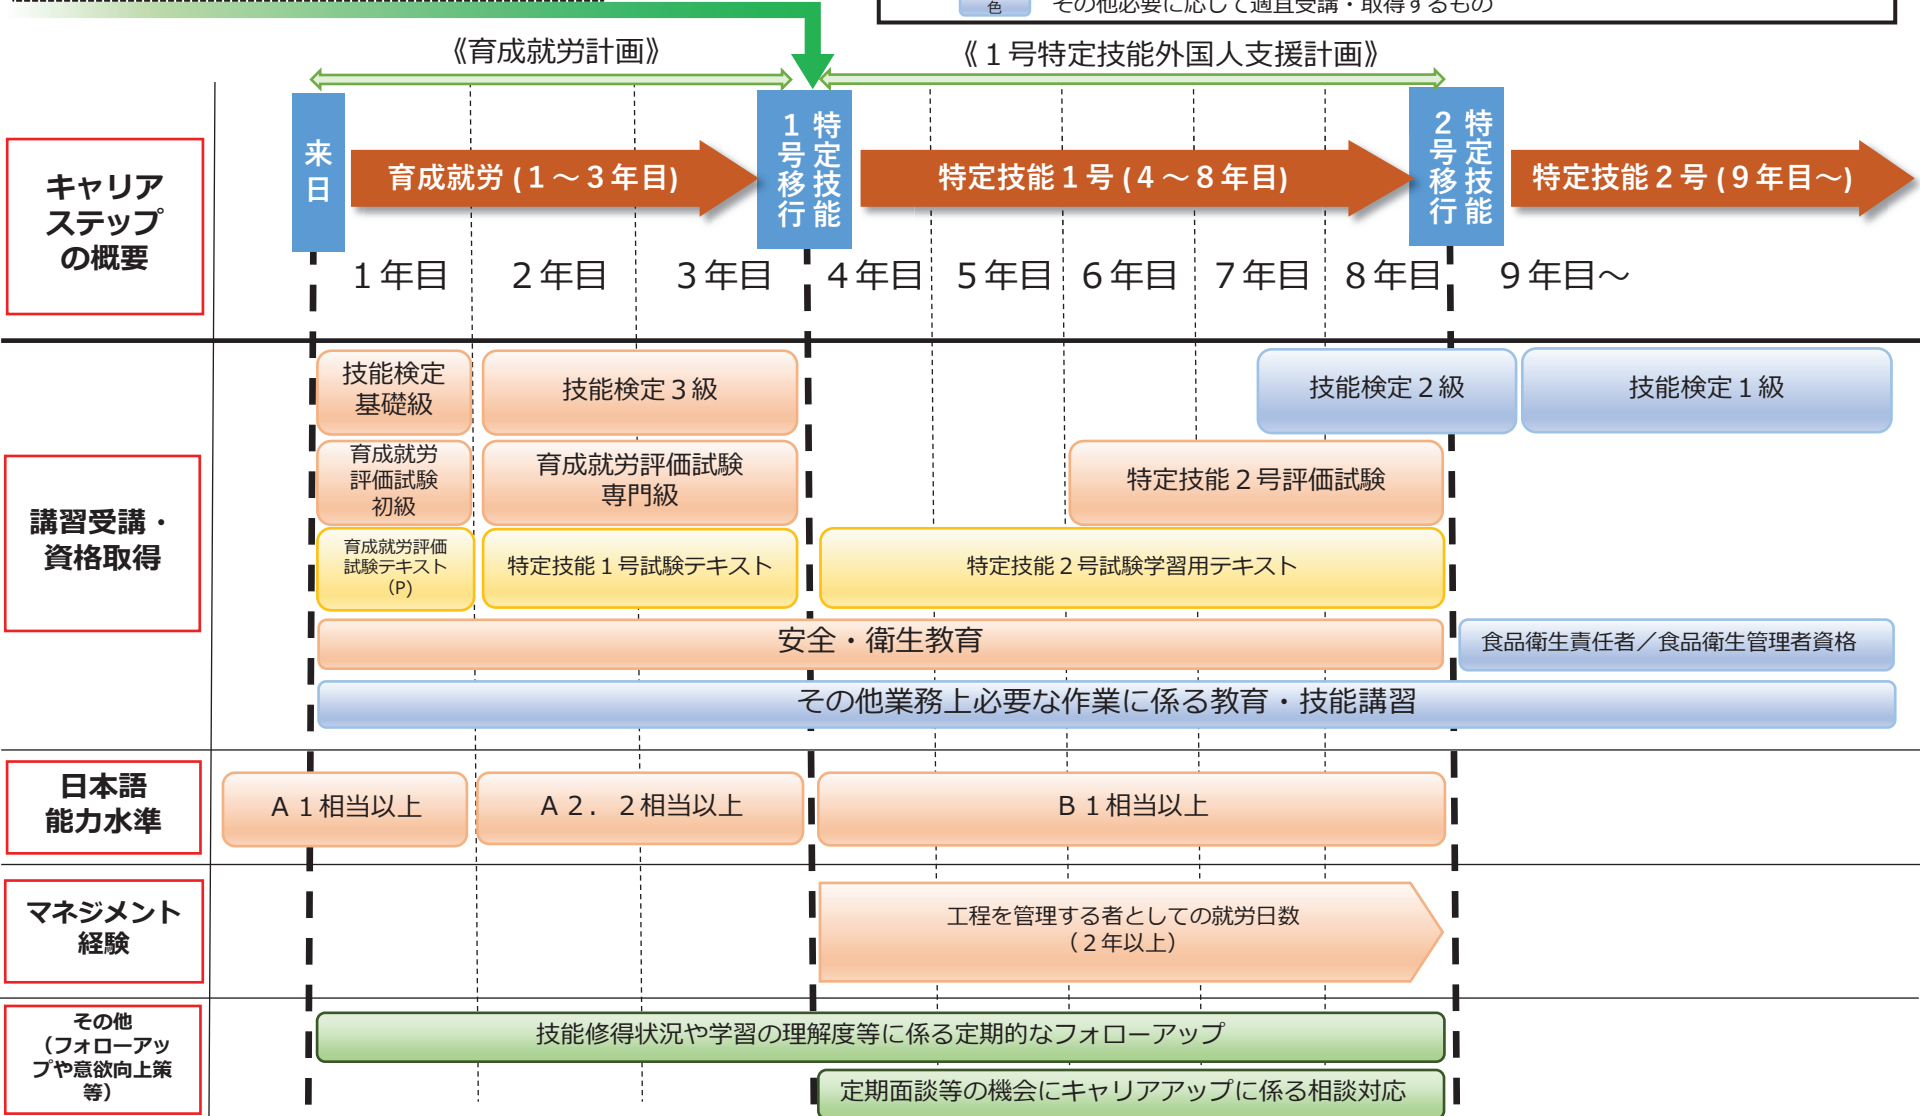 色
その他必要に応じて適宜受講・取得するもの
《育成就労計画》
《１号特定技能外国人支援計画》
キャリア
ステップ
の概要
来日
育成就労 (１～３年目)
特定技能
１号移行
特定技能１号 (４～８年目)
特定技能
２号移行
特定技能２号 (９年目～)
１年目
２年目
３年目
４年目
５年目
６年目
７年目
８年目
９年目～
講習受講・
資格取得
技能検定
基礎級
技能検定３級
技能検定２級
技能検定１級
育成就労
評価試験
初級
育成就労評価試験
専門級
特定技能２号評価試験
育成就労評価
試験テキスト
(P)
特定技能１号試験テキスト
特定技能２号試験学習用テキスト
安全・衛生教育
食品衛生責任者／食品衛生管理者資格
その他業務上必要な作業に係る教育・技能講習
日本語
能力水準
Ａ１相当以上
Ａ２．２相当以上
Ｂ１相当以上
マネジメント
経験
工程を管理する者としての就労日数
（２年以上）
その他
（フォローアッ
プや意欲向上策
等）
技能修得状況や学習の理解度等に係る定期的なフォローアップ
定期面談等の機会にキャリアアップに係る相談対応